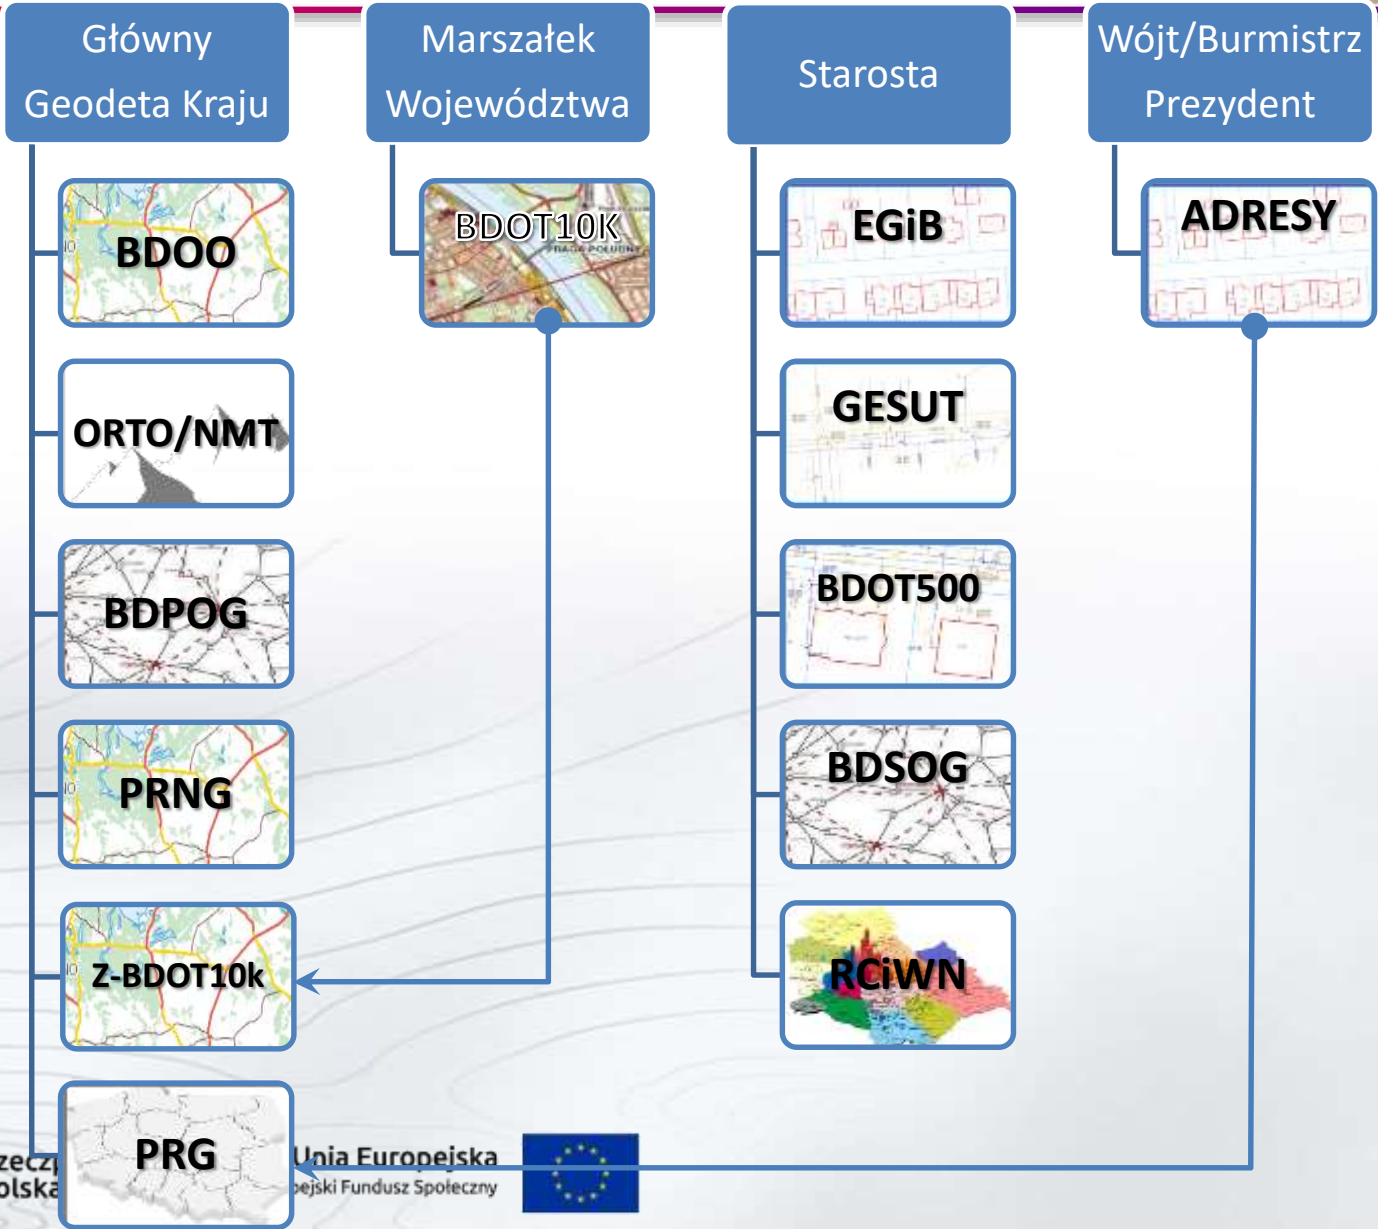 Główny
Geodeta Kraju
BDOO
ORTO/NMT
BDPOG
PRNG
Z-BDOT10k
PRG
Marszałek
Województwa
BDOT10K
Starosta
EGiB
GESUT
BDOT500
BDSOG
RCiWN
Wójt/Burmistrz
Prezydent
ADRESY
Unia Europejska
pejski Fundusz Społeczny